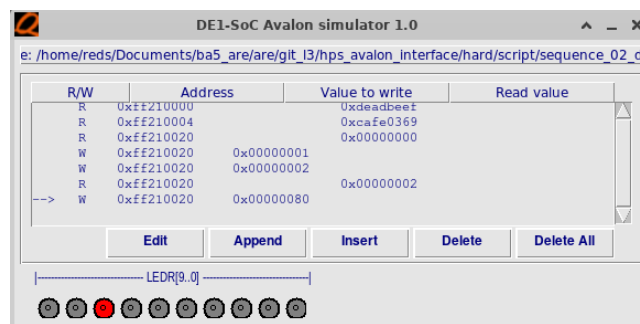 DE1-SoC Avalon simulator 1.0
e: /home/reds/Documents/ba5_are/are/git_l3/hps_avalon_interface/hard/script/sequence_02_
R/W Address Value to write Read value
R 0xff210000 0xdeadbeef
R 0xff210004 0xcafe0369
R 0xff210020 0x00000000
W 0xff210020 0x00000001
W 0xff210020 0x00000002
R 0xff210020 0x00000002
--> W 0xff210020 0x00000080
Edit Append Insert Delete Delete All
|---------------------------- LEDR[9..0] ----------------------------|